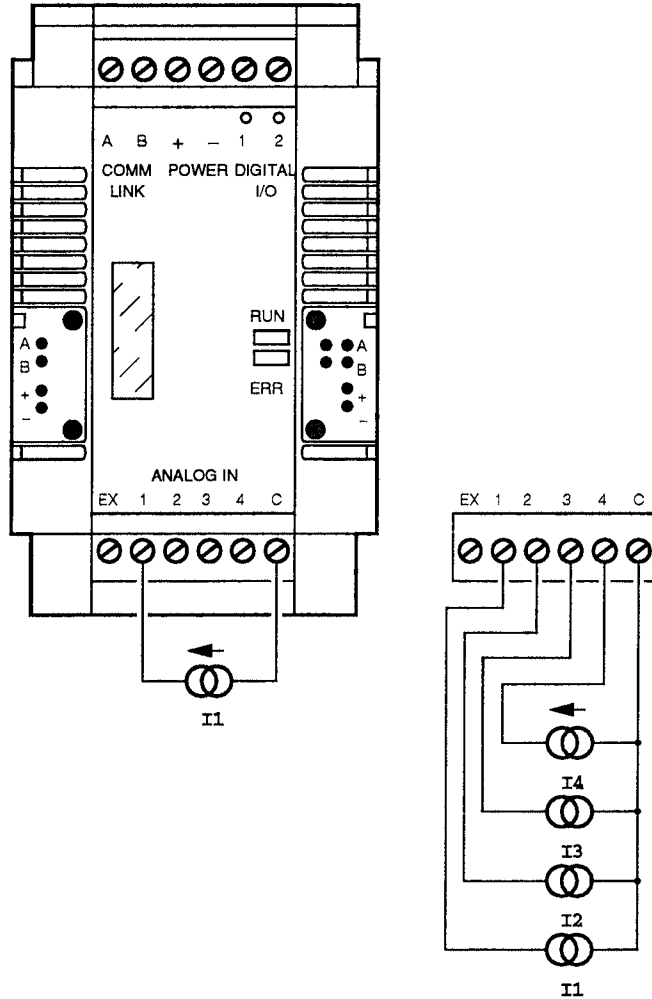 A B + – 1 2
COMM POWER DIGITAL
LINK I/O
RUN
A A
B B
+ +
– –
ERR
ANALOG IN
EX 1 2 3 4 C
EX 1 2 3 4 C
I1
I4
I3
I2
I1